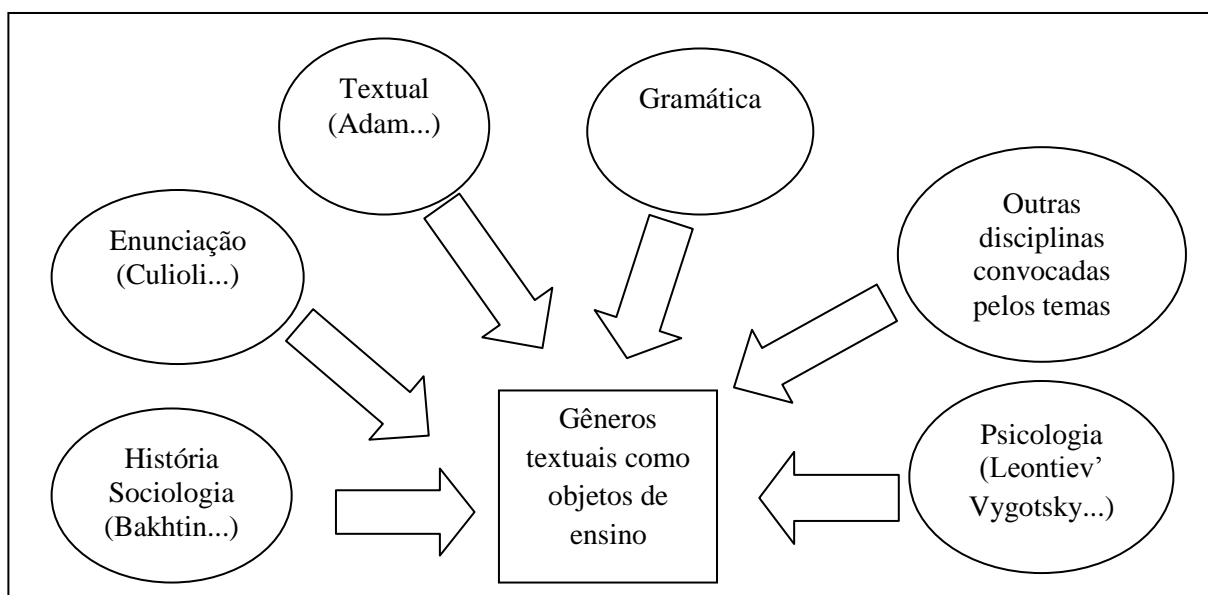 Textual
(Adam...)
Gramática
Enunciação
(Culioli...)
Outras
disciplinas
convocadas
pelos temas
História
Sociologia
(Bakhtin...)
Gêneros
textuais como
objetos de
ensino
Psicologia
(Leontiev’
Vygotsky...)